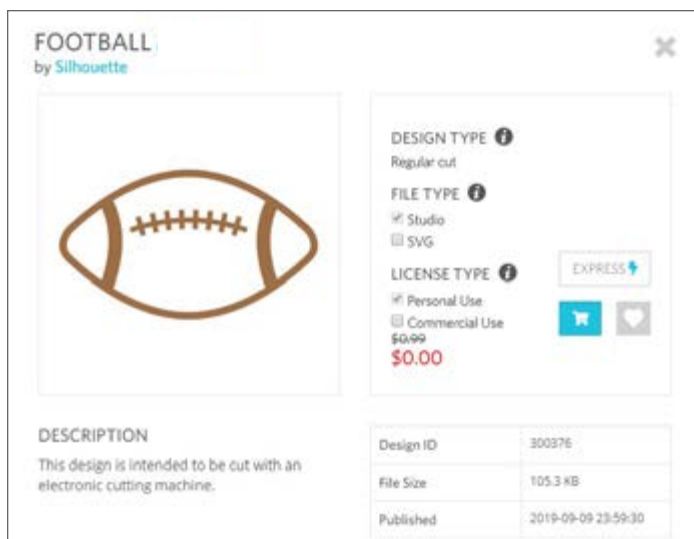 FOOTBALL
by Silhouette
DESIGN TYPE
Regular cut
FILE TYPE
Studio
SVG
LICENSE TYPE
Personal Use
Commercial Use
$0.99
$0.00
EXPRESS
DESCRIPTION
This design is intended to be cut with an
electronic cutting machine.
Design ID 300376
File Size 105.3 KB
Published 2019-09-09 23:59:30